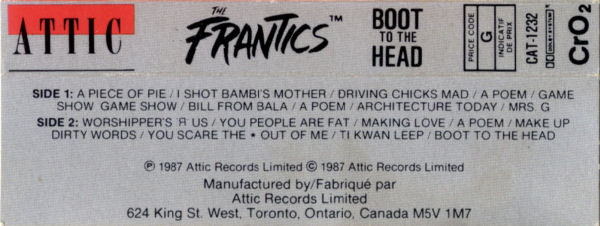 ATTIC
THE FRANTICS™
BOOT
TO THE
HEAD
PRICE CODE
G
INDICATIF
DE PRIX
CAT-1232
DOLBY SYSTEM
CrO2
SIDE 1: A PIECE OF PIE / I SHOT BAMBI'S MOTHER / DRIVING CHICKS MAD / A POEM / GAME
SHOW GAME SHOW / BILL FROM BALA / A POEM / ARCHITECTURE TODAY / MRS. G
SIDE 2: WORSHIPPER'S 'R US / YOU PEOPLE ARE FAT / MAKING LOVE / A POEM / MAKE UP
DIRTY WORDS / YOU SCARE THE * OUT OF ME / TI KWAN LEEP / BOOT TO THE HEAD
℗ 1987 Attic Records Limited © 1987 Attic Records Limited
Manufactured by/Fabriqué par
Attic Records Limited
624 King St. West, Toronto, Ontario, Canada M5V 1M7